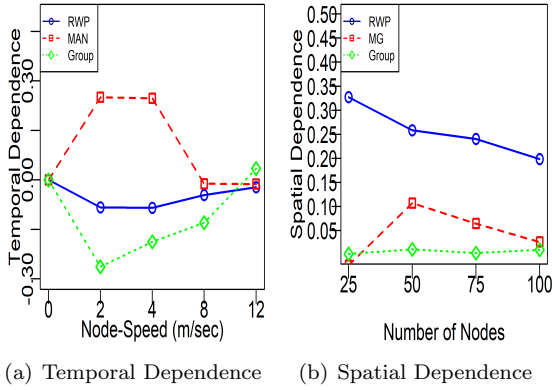 RWP
MAN
Group
Temporal Dependence
-0.30
0.00
0.30
0
2
4
8
12
Node-Speed (m/sec)
(a) Temporal Dependence
RWP
MG
Group
Spatial Dependence
0.50
0.45
0.40
0.35
0.30
0.25
0.20
0.15
0.10
0.05
25
50
75
100
Number of Nodes
(b) Spatial Dependence